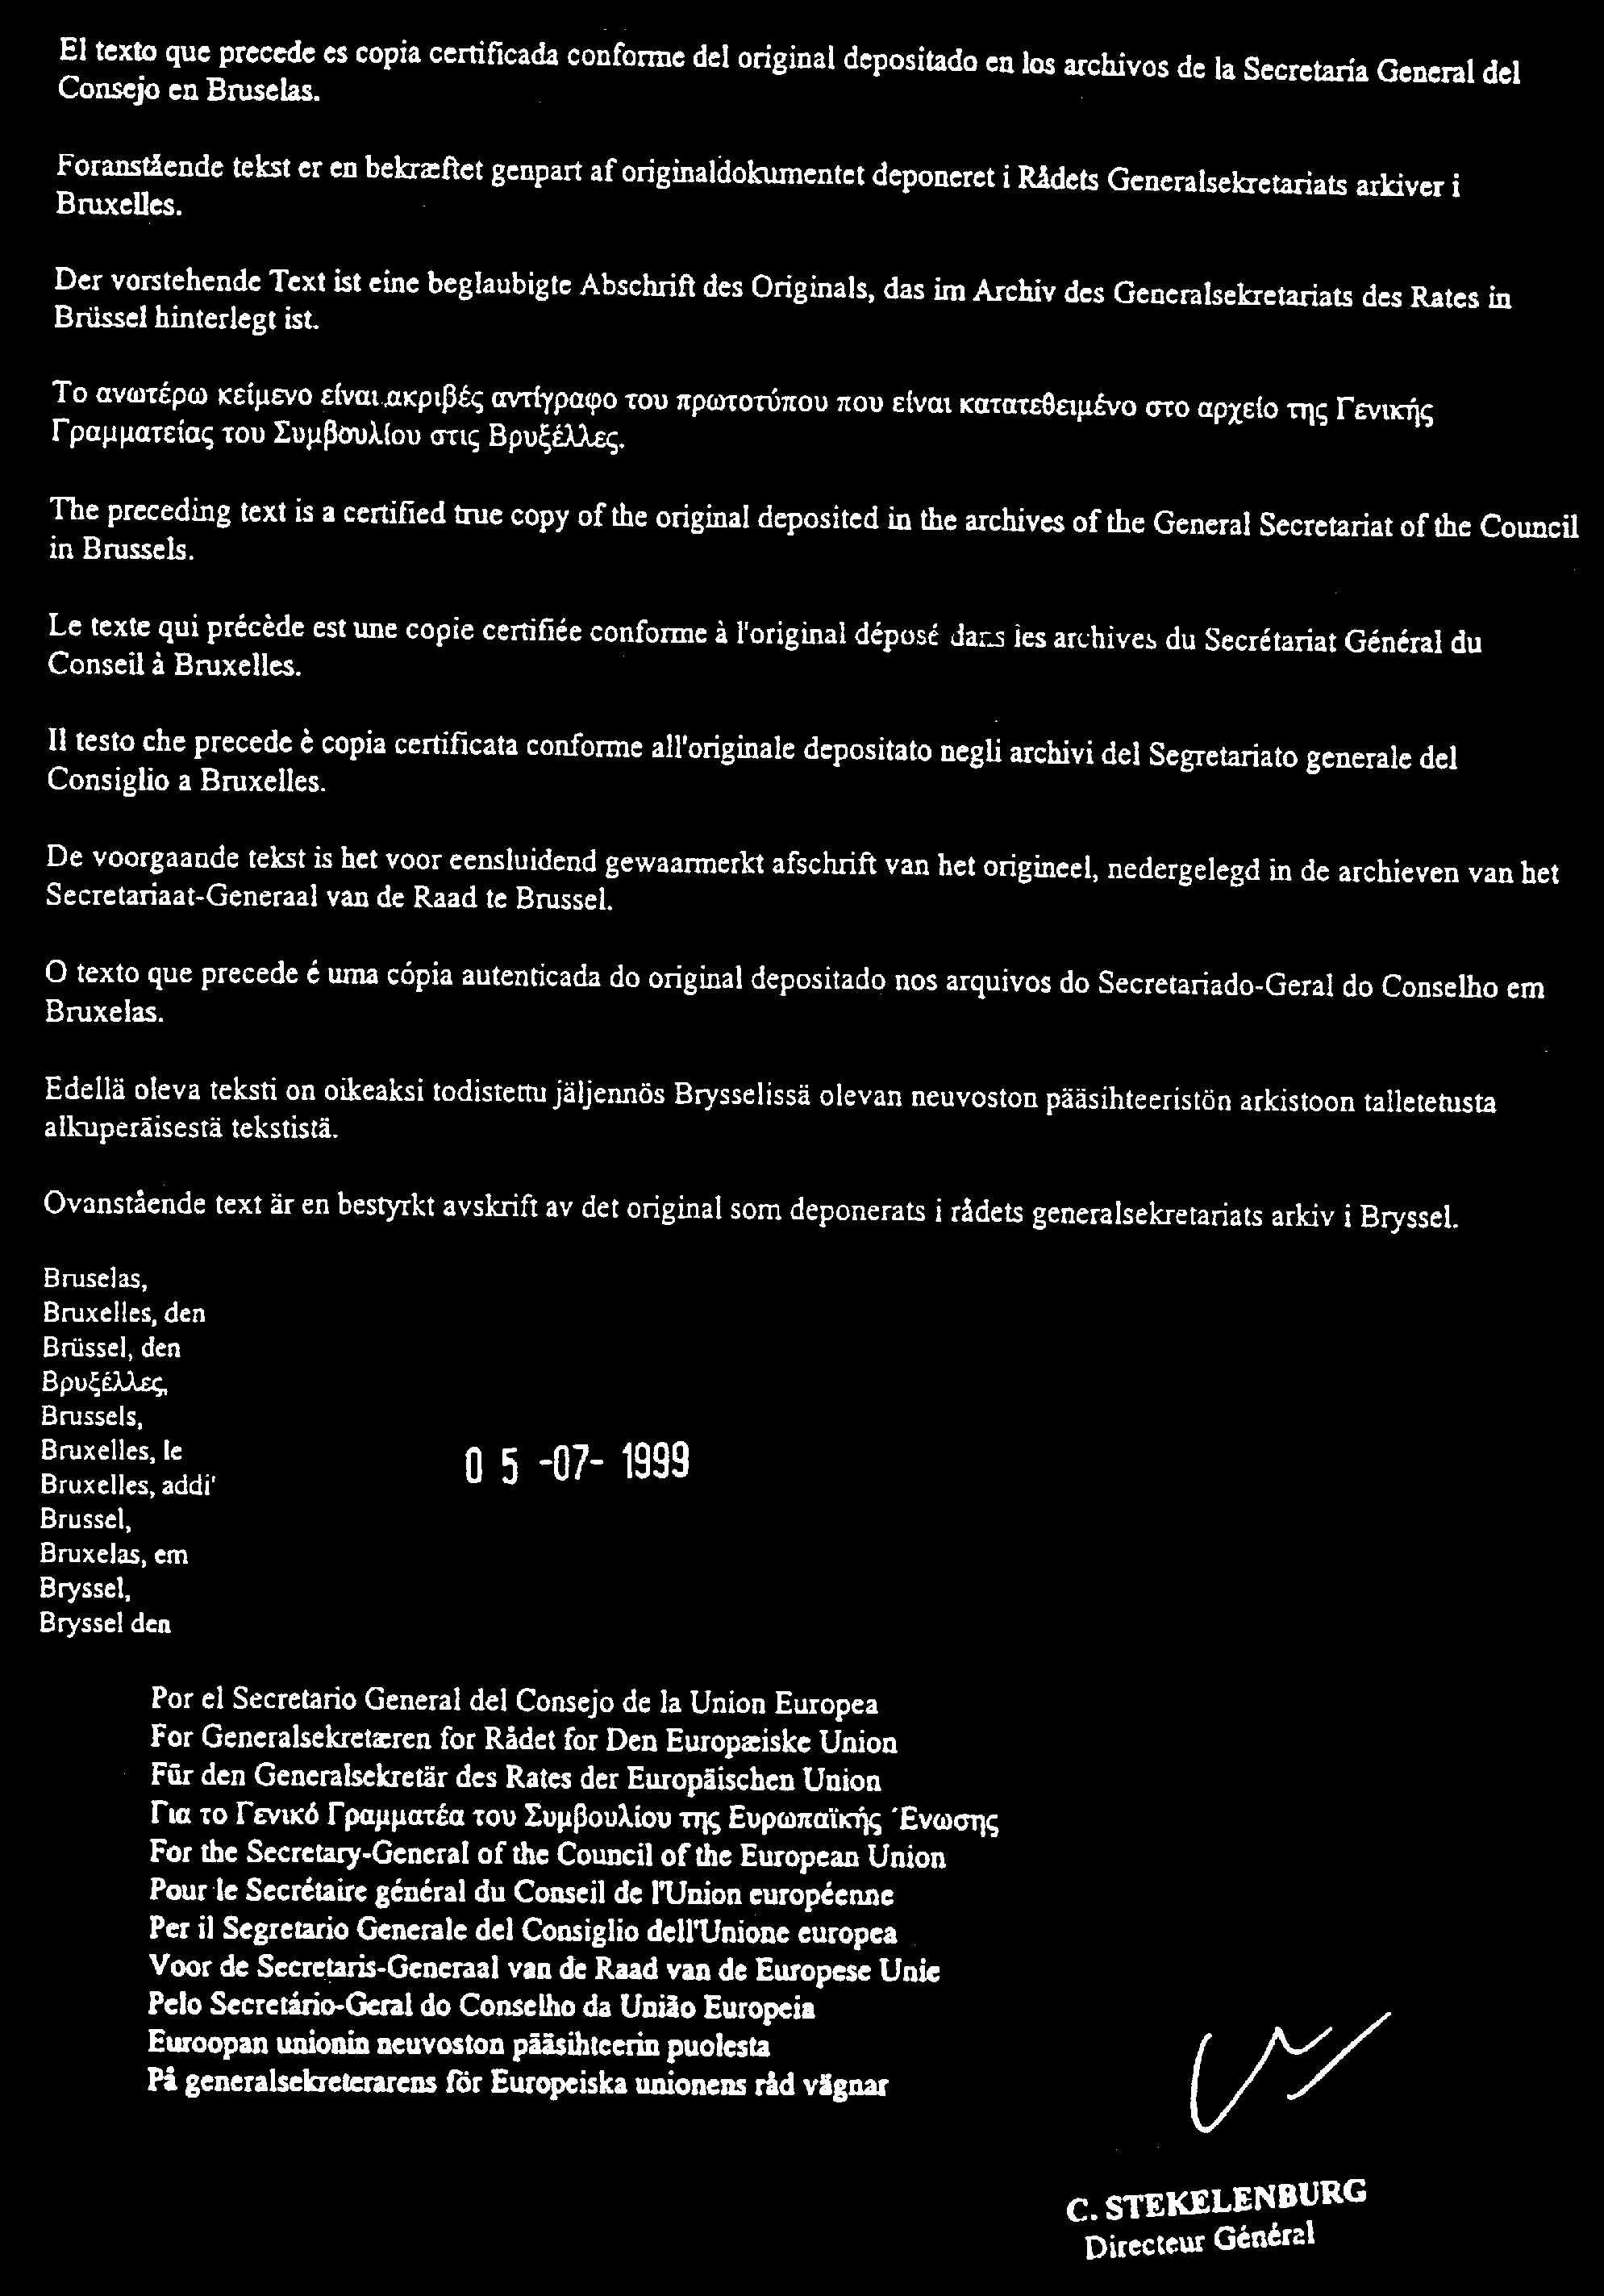 El texto que precede es copia certificada conforme del original depositado en los archivos de la Secretaría General del
Consejo en Bruselas.
Foranstående tekst er en bekræftet genpart af originaldokumentet deponeret i Rådets Generalsekretariats arkiver i
Bruxelles.
Der vorstehende Text ist eine beglaubigte Abschrift des Originals, das im Archiv des Generalsekretariats des Rates in
Brüssel hinterlegt ist.
Το ανωτέρω κείμενο είναι ακριβές αντίγραφο του πρωτοτύπου που είναι κατατεθειμένο στο αρχείο της Γενικής
Γραμματείας του Συμβουλίου στις Βρυξέλλες.
The preceding text is a certified true copy of the original deposited in the archives of the General Secretariat of the Council
in Brussels.
Le texte qui précède est une copie certifiée conforme à l'original déposé dans les archives du Secrétariat Général du
Conseil à Bruxelles.
Il testo che precede è copia certificata conforme all'originale depositato negli archivi del Segretariato generale del
Consiglio a Bruxelles.
De voorgaande tekst is het voor eensluidend gewaarmerkt afschrift van het origineel, nedergelegd in de archieven van het
Secretariaat-Generaal van de Raad te Brussel.
O texto que precede é uma cópia autenticada do original depositado nos arquivos do Secretariado-Geral do Conselho em
Bruxelas.
Edellä oleva teksti on oikeaksi todistettu jäljennös Brysselissä olevan neuvoston pääsihteeristön arkistoon talletetusta
alkuperäisestä tekstistä.
Ovanstående text är en bestyrkt avskrift av det original som deponerats i rådets generalsekretariats arkiv i Bryssel.
Bruselas,
Bruxelles, den
Brüssel, den
Βρυξέλλες,
Brussels,
Bruxelles, le
Bruxelles, addi'
Brussel,
Bruxelas, em
Bryssel,
Bryssel den
0 5 -07- 1999
Por el Secretario General del Consejo de la Union Europea
For Generalsekretæren for Rådet for Den Europæiske Union
Für den Generalsekretär des Rates der Europäischen Union
Για το Γενικό Γραμματέα του Συμβουλίου της Ευρωπαϊκής Ένωσης
For the Secretary-General of the Council of the European Union
Pour le Secrétaire général du Conseil de l'Union européenne
Per il Segretario Generale del Consiglio dell'Unione europea
Voor de Secretaris-Generaal van de Raad van de Europese Unie
Pelo Secretário-Geral do Conselho da União Europeia
Euroopan unionin neuvoston pääsihteerin puolesta
På generalsekreterarens för Europeiska unionens råd vägnar
C. STEKELENBURG
Directeur Général